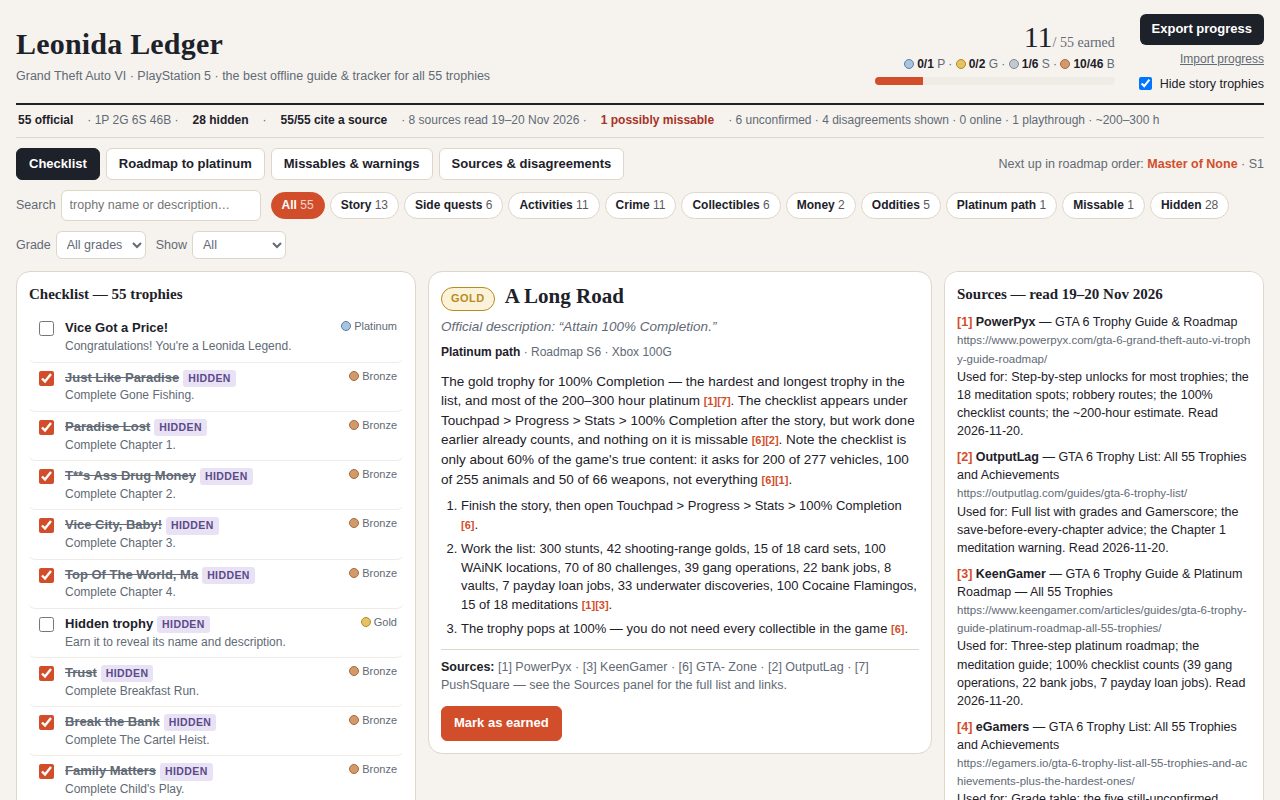 Leonida Ledger
Grand Theft Auto VI · PlayStation 5 · the best offline guide & tracker for all 55 trophies
11 / 55 earned
0/1 P · 0/2 G · 1/6 S · 10/46 B
Export progress
Import progress
Hide story trophies
55 official · 1P 2G 6S 46B · 28 hidden · 55/55 cite a source · 8 sources read 19–20 Nov 2026 · 1 possibly missable · 6 unconfirmed · 4 disagreements shown · 0 online · 1 playthrough · ~200–300 h
Checklist
Roadmap to platinum
Missables & warnings
Sources & disagreements
Next up in roadmap order: Master of None · S1
Search trophy name or description…
All 55
Story 13
Side quests 6
Activities 11
Crime 11
Collectibles 6
Money 2
Oddities 5
Platinum path 1
Missable 1
Hidden 28
Grade All grades Show All
Checklist — 55 trophies
Vice Got a Price! Platinum
Congratulations! You're a Leonida Legend.
Just Like Paradise HIDDEN Bronze
Complete Gone Fishing.
Paradise Lost HIDDEN Bronze
Complete Chapter 1.
T**s Ass Drug Money HIDDEN Bronze
Complete Chapter 2.
Vice City, Baby! HIDDEN Bronze
Complete Chapter 3.
Top Of The World, Ma HIDDEN Bronze
Complete Chapter 4.
Hidden trophy HIDDEN Gold
Earn it to reveal its name and description.
Trust HIDDEN Bronze
Complete Breakfast Run.
Break the Bank HIDDEN Bronze
Complete The Cartel Heist.
Family Matters HIDDEN Bronze
Complete Child's Play.
GOLD A Long Road
Official description: “Attain 100% Completion.”
Platinum path · Roadmap S6 · Xbox 100G
The gold trophy for 100% Completion — the hardest and longest trophy in the
list, and most of the 200–300 hour platinum [1][7]. The checklist appears under
Touchpad > Progress > Stats > 100% Completion after the story, but work done
earlier already counts, and nothing on it is missable [6][2]. Note the checklist is
only about 60% of the game's true content: it asks for 200 of 277 vehicles, 100
of 255 animals and 50 of 66 weapons, not everything [6][1].
1. Finish the story, then open Touchpad > Progress > Stats > 100% Completion
[6].
2. Work the list: 300 stunts, 42 shooting-range golds, 15 of 18 card sets, 100
WAiNK locations, 70 of 80 challenges, 39 gang operations, 22 bank jobs, 8
vaults, 7 payday loan jobs, 33 underwater discoveries, 100 Cocaine Flamingos,
15 of 18 meditations [1][3].
3. The trophy pops at 100% — you do not need every collectible in the game [6].
Sources: [1] PowerPyx · [3] KeenGamer · [6] GTA- Zone · [2] OutputLag · [7]
PushSquare — see the Sources panel for the full list and links.
Mark as earned
Sources — read 19–20 Nov 2026
[1] PowerPyx — GTA 6 Trophy Guide & Roadmap
https://www.powerpyx.com/gta-6-grand-theft-auto-vi-troph
y-guide-roadmap/
Used for: Step-by-step unlocks for most trophies; the
18 meditation spots; robbery routes; the 100%
checklist counts; the ~200-hour estimate. Read
2026-11-20.
[2] OutputLag — GTA 6 Trophy List: All 55 Trophies
and Achievements
https://outputlag.com/guides/gta-6-trophy-list/
Used for: Full list with grades and Gamerscore; the
save-before-every-chapter advice; the Chapter 1
meditation warning. Read 2026-11-20.
[3] KeenGamer — GTA 6 Trophy Guide & Platinum
Roadmap — All 55 Trophies
https://www.keengamer.com/articles/guides/gta-6-trophy-
guide-platinum-roadmap-all-55-trophies/
Used for: Three-step platinum roadmap; the
meditation guide; 100% checklist counts (39 gang
operations, 22 bank jobs, 7 payday loan jobs). Read
2026-11-20.
[4] eGamers — GTA 6 Trophy List: All 55 Trophies
and Achievements
https://egamers.io/gta-6-trophy-list-all-55-trophies-and-ac
hievements-plus-the-hardest-ones/
Used for: Grade table; the five still-unconfirmed